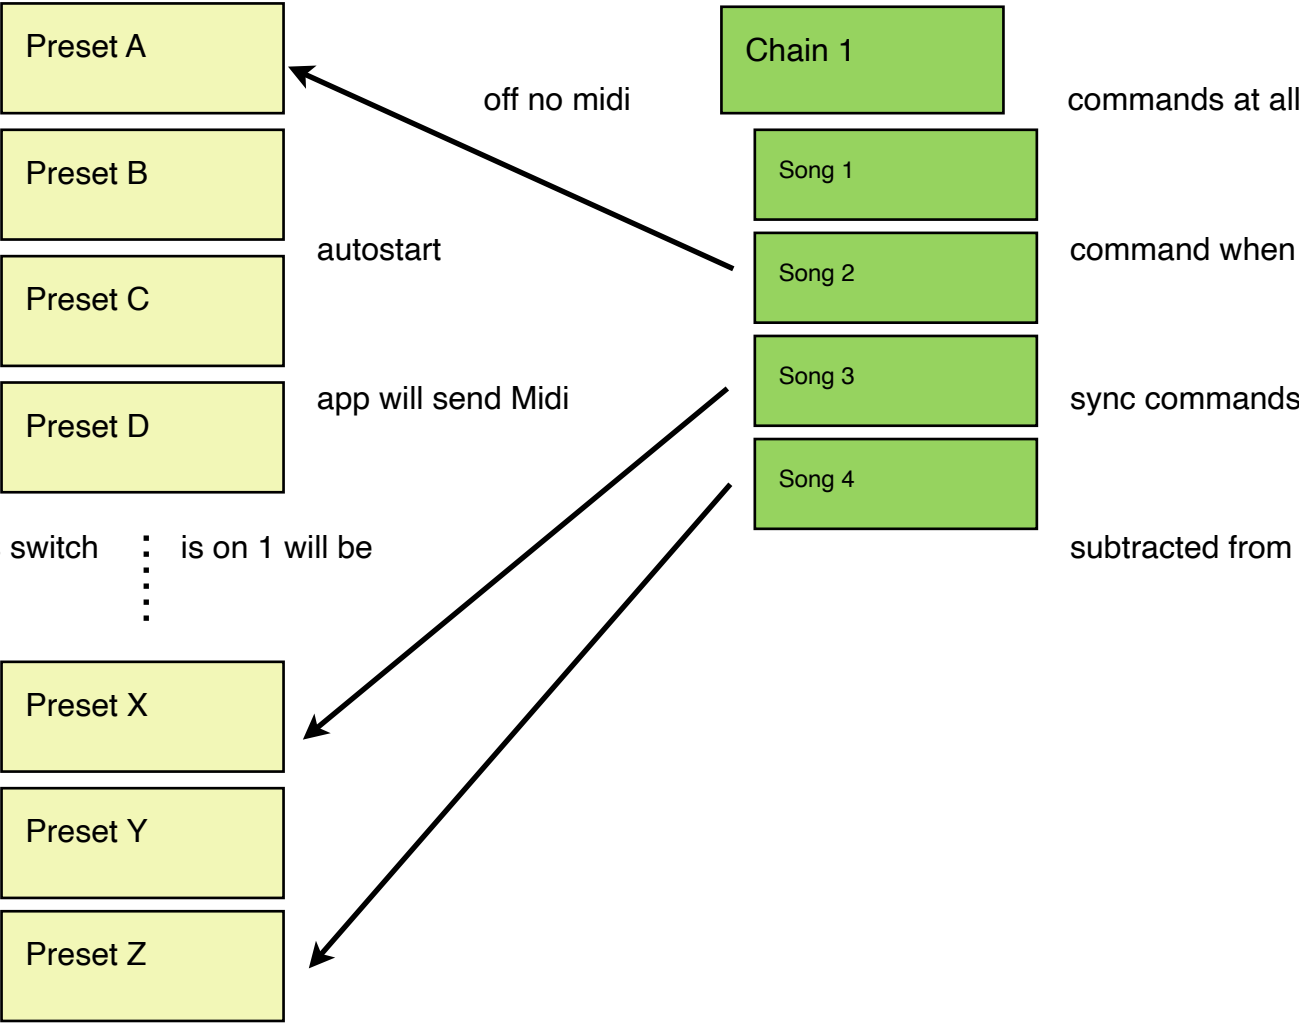 Preset A
Chain 1
off no midi
commands at all
Preset B
Song 1
autostart
command when
Preset C
Song 2
Song 3
app will send Midi
sync commands
Preset D
Song 4
switch
is on 1 will be
subtracted from
Preset X
Preset Y
Preset Z